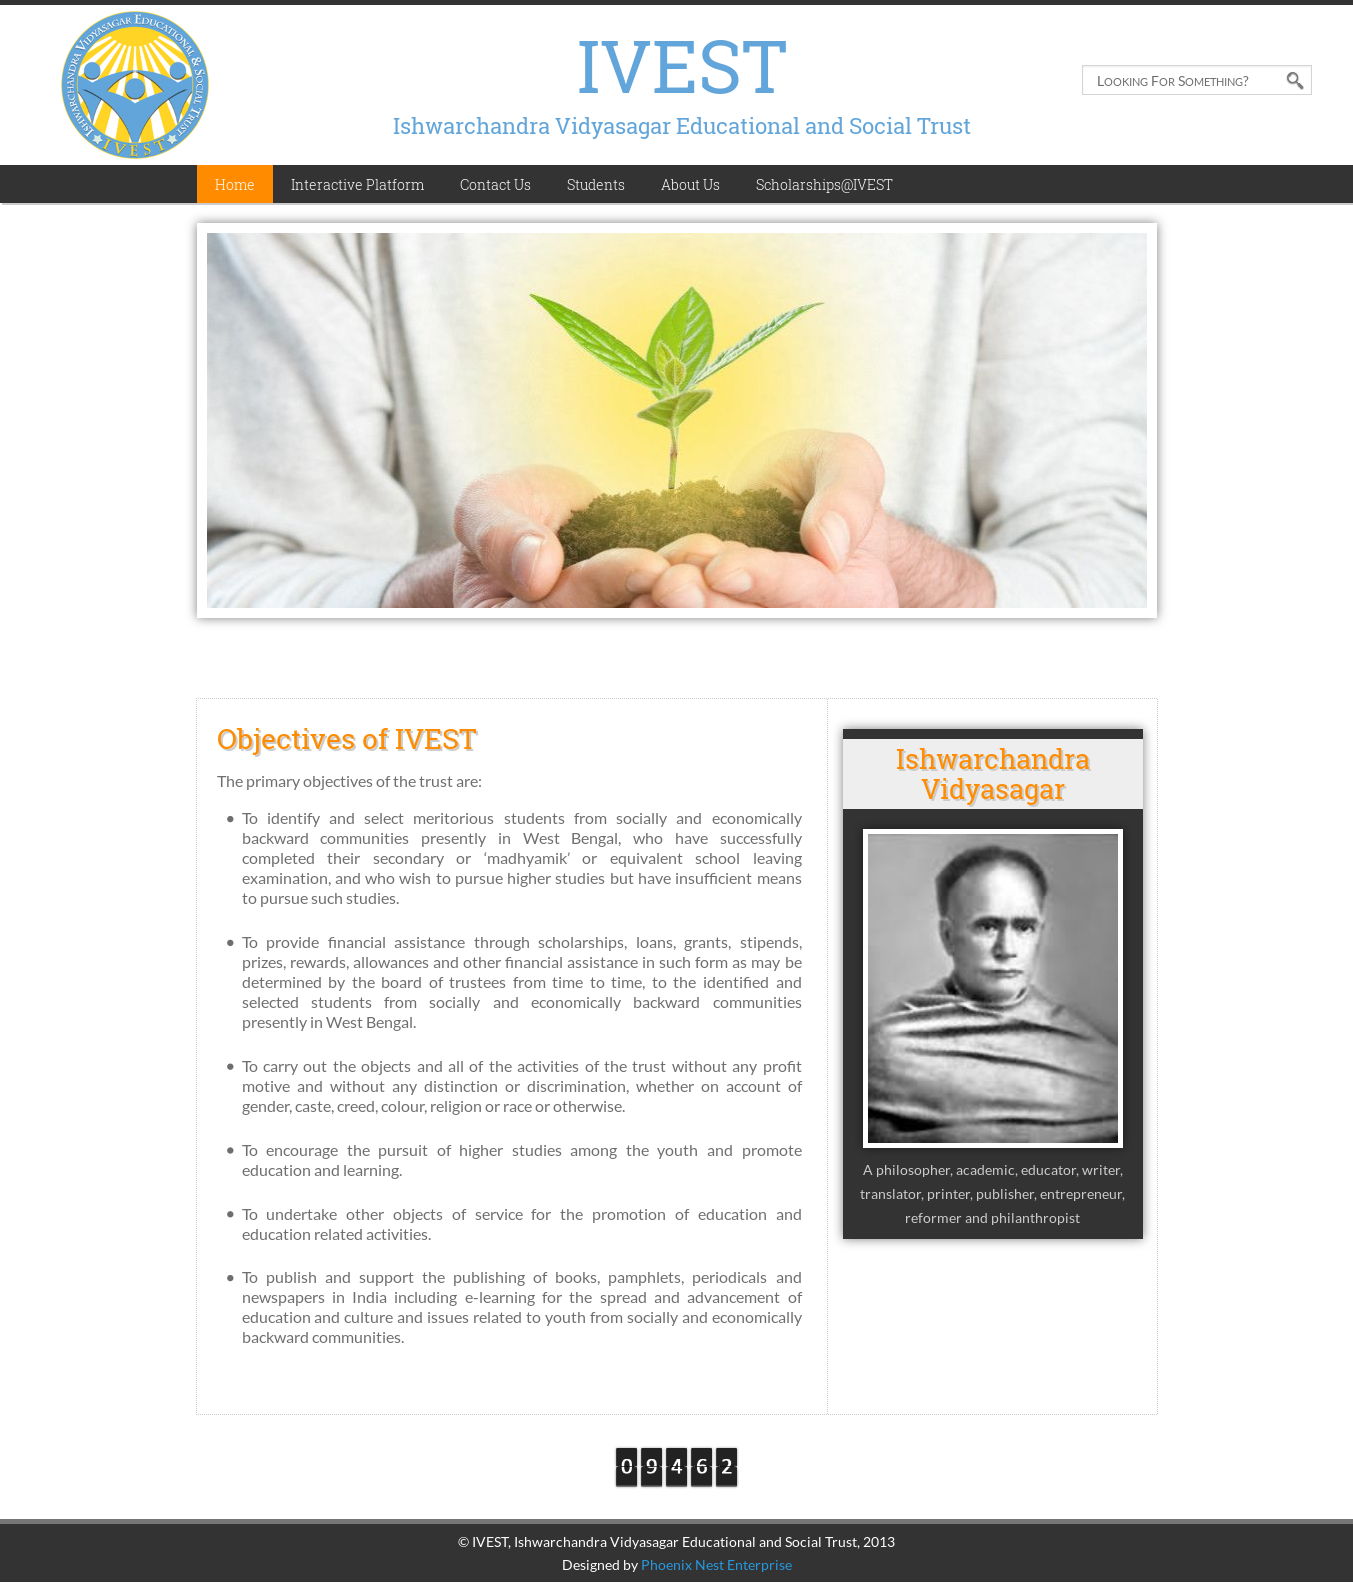 ISHWARCHANDRA VIDYASAGAR EDUCATIONAL & SOCIAL TRUST
IVEST
IVEST
Ishwarchandra Vidyasagar Educational and Social Trust
LOOKING FOR SOMETHING?
Home Interactive Platform Contact Us Students About Us Scholarships@IVEST
Objectives of IVEST
The primary objectives of the trust are:
• To identify and select meritorious students from socially and economically
backward communities presently in West Bengal, who have successfully
completed their secondary or ‘madhyamik’ or equivalent school leaving
examination, and who wish to pursue higher studies but have insufficient means
to pursue such studies.
• To provide financial assistance through scholarships, loans, grants, stipends,
prizes, rewards, allowances and other financial assistance in such form as may be
determined by the board of trustees from time to time, to the identified and
selected students from socially and economically backward communities
presently in West Bengal.
• To carry out the objects and all of the activities of the trust without any profit
motive and without any distinction or discrimination, whether on account of
gender, caste, creed, colour, religion or race or otherwise.
• To encourage the pursuit of higher studies among the youth and promote
education and learning.
• To undertake other objects of service for the promotion of education and
education related activities.
• To publish and support the publishing of books, pamphlets, periodicals and
newspapers in India including e-learning for the spread and advancement of
education and culture and issues related to youth from socially and economically
backward communities.
Ishwarchandra
Vidyasagar
A philosopher, academic, educator, writer,
translator, printer, publisher, entrepreneur,
reformer and philanthropist
09462
© IVEST, Ishwarchandra Vidyasagar Educational and Social Trust, 2013
Designed by Phoenix Nest Enterprise